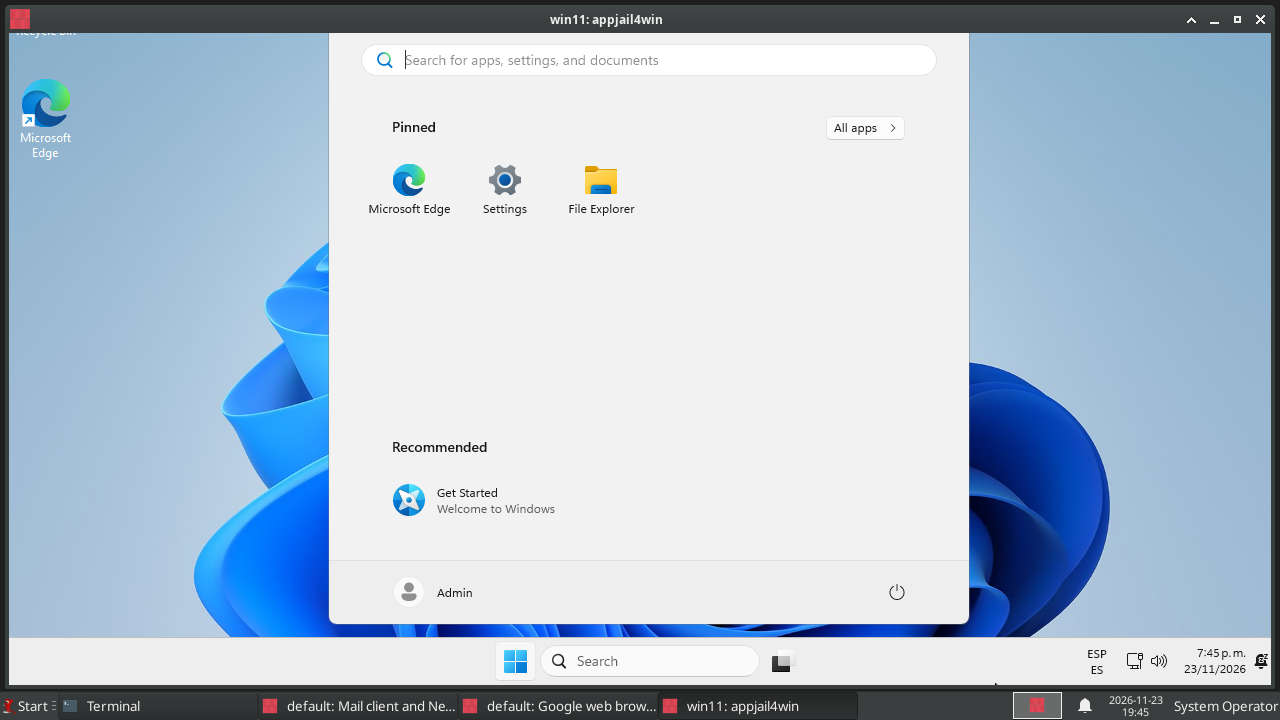 win11: appjail4win
Recycle Bin
Microsoft
Edge
Search for apps, settings, and documents
Pinned
All apps
Microsoft Edge
Settings
File Explorer
Recommended
Get Started
Welcome to Windows
Admin
Search
ESP
ES
7:45 p. m.
23/11/2026
Start
Terminal
default: Mail client and Ne...
default: Google web brow...
win11: appjail4win
2026-11-23
19:45
System Operator